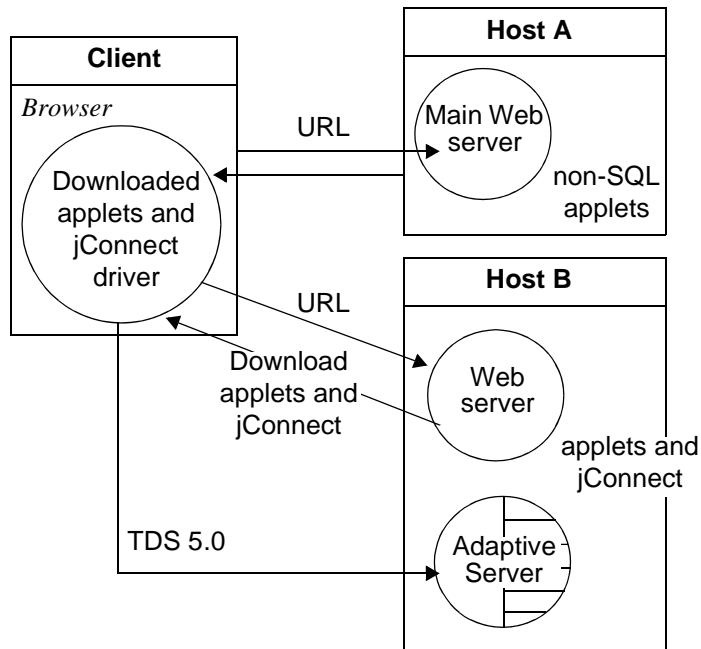 Client
Browser
Downloaded
applets and
jConnect
driver
URL
Host A
Main Web
server
non-SQL
applets
URL
Download
applets and
jConnect
Host B
Web
server
applets and
jConnect
TDS 5.0
Adaptive
Server